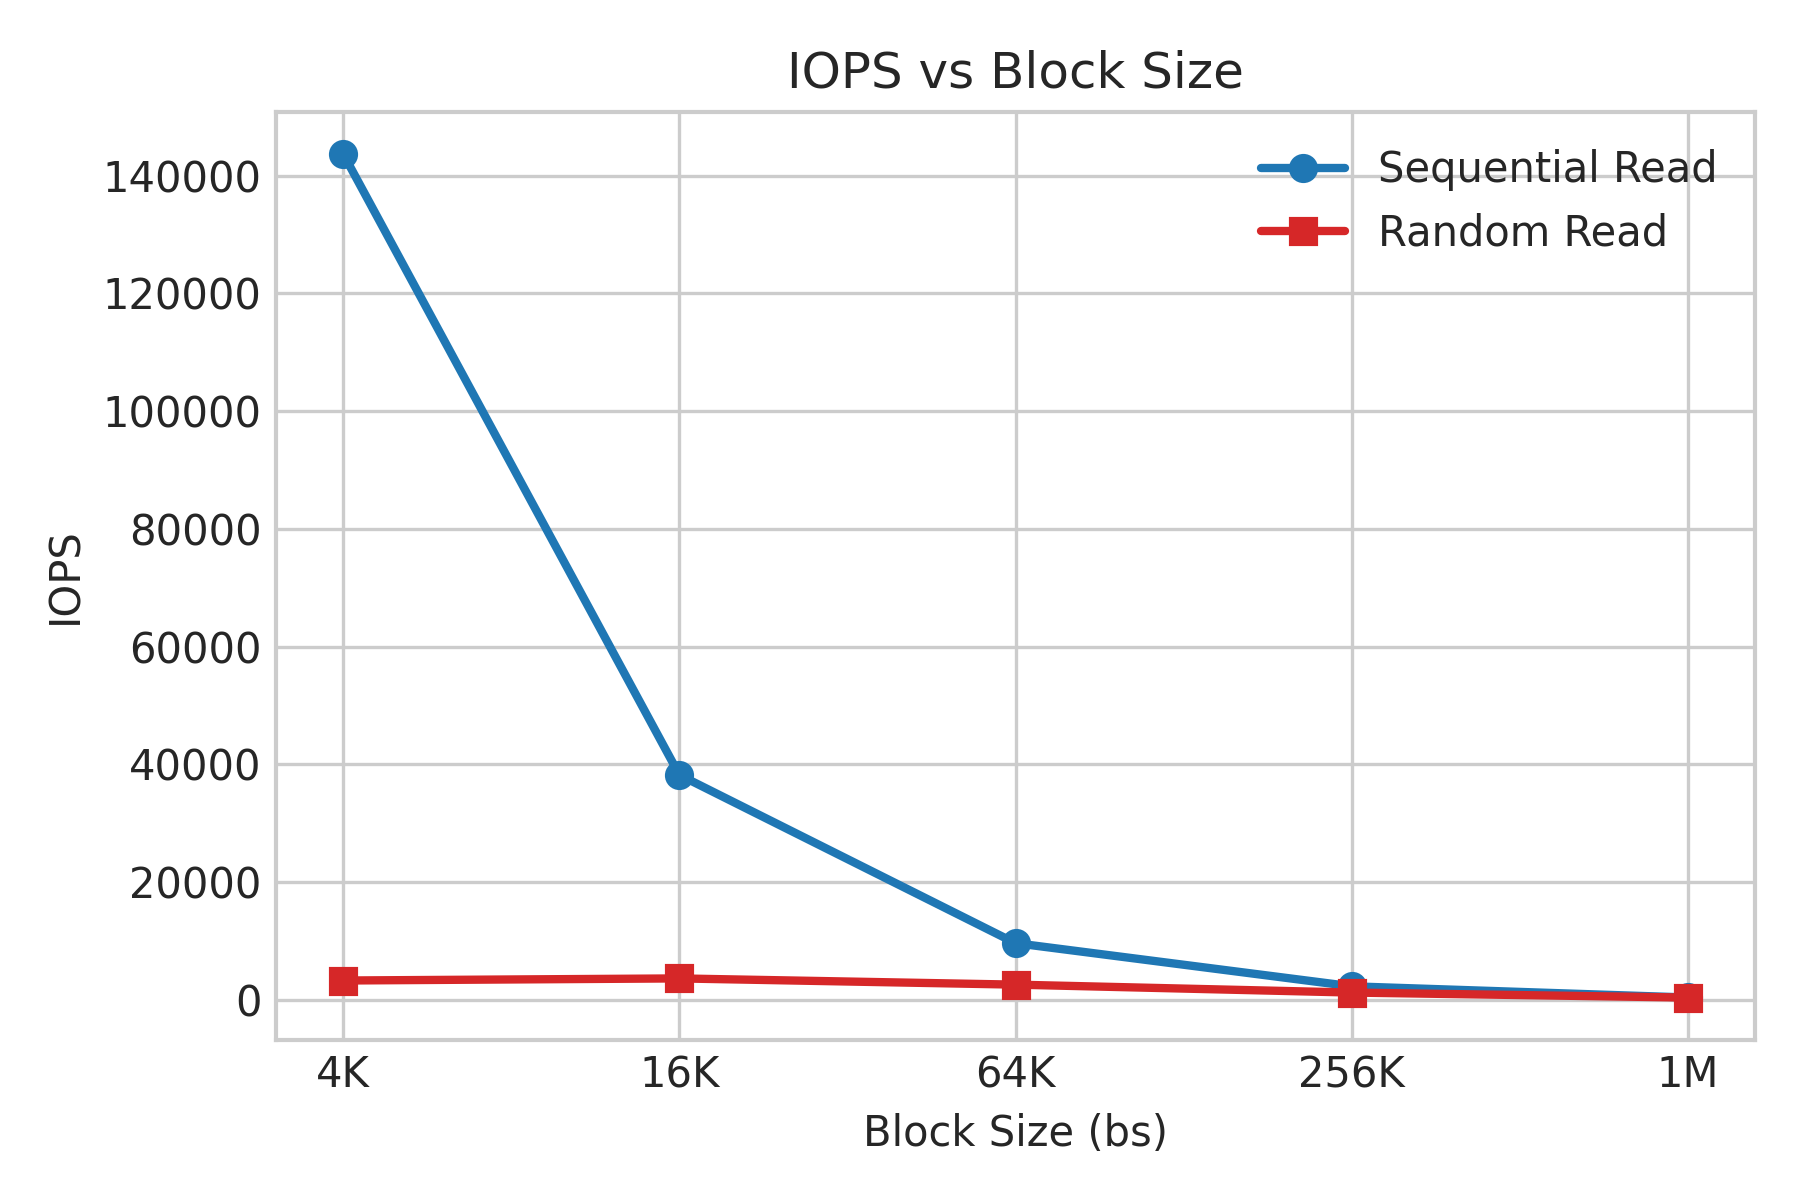 IOPS vs Block Size
Sequential Read
Random Read
140000
120000
100000
80000
60000
40000
20000
0
IOPS
4K 16K 64K 256K 1M
Block Size (bs)